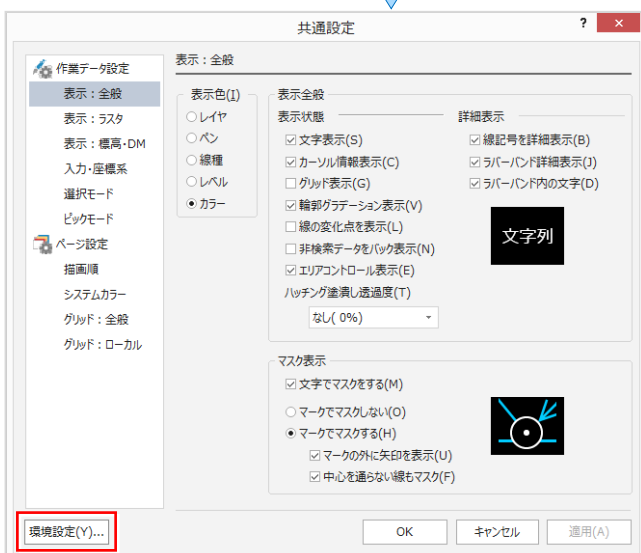 共通設定
?
×
作業データ設定
表示：全般
表示：ラスタ
表示：標高・DM
入力・座標系
選択モード
ピックモード
ページ設定
描画順
システムカラー
グリッド：全般
グリッド：ローカル
環境設定(Y)...
表示：全般
表示色(I)
レイヤ
ペン
線種
レベル
カラー
表示全般
表示状態
文字表示(S)
カーソル情報表示(C)
グリッド表示(G)
輪郭グラデーション表示(V)
線の変化点を表示(L)
非検索データをバック表示(N)
エリアコントロール表示(E)
ハッチング塗潰し透過度(T)
なし( 0%)
詳細表示
線記号を詳細表示(B)
ラバーバンド詳細表示(J)
ラバーバンド内の文字(D)
文字列
マスク表示
文字でマスクをする(M)
マークでマスクしない(O)
マークでマスクする(H)
マークの外に矢印を表示(U)
中心を通らない線もマスク(F)
OK
キャンセル
適用(A)